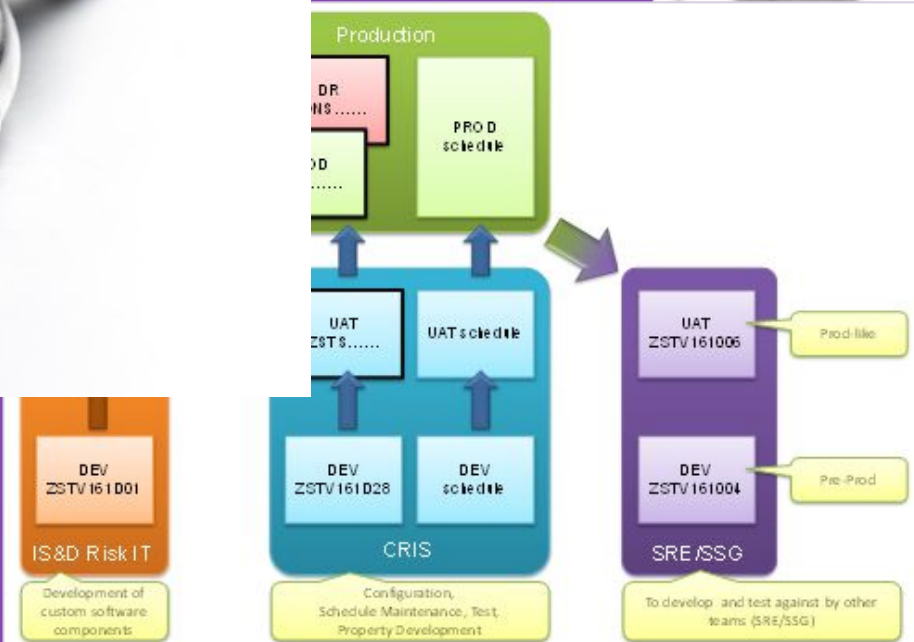 Production
DR
NS......
PROD
schedule
......
UAT
ZSTS......
UAT schedule
UAT
ZSTV161006
Prod-like
DEV
ZSTV161D01
DEV
ZSTV161D28
DEV
schedule
DEV
ZSTV161004
Pre-Prod
IS&D Risk IT
CRIS
SRE/SSG
Development of
custom software
components
Configuration,
Schedule Maintenance, Test,
Property Development
To develop and test against by other
teams (SRE/SSG)